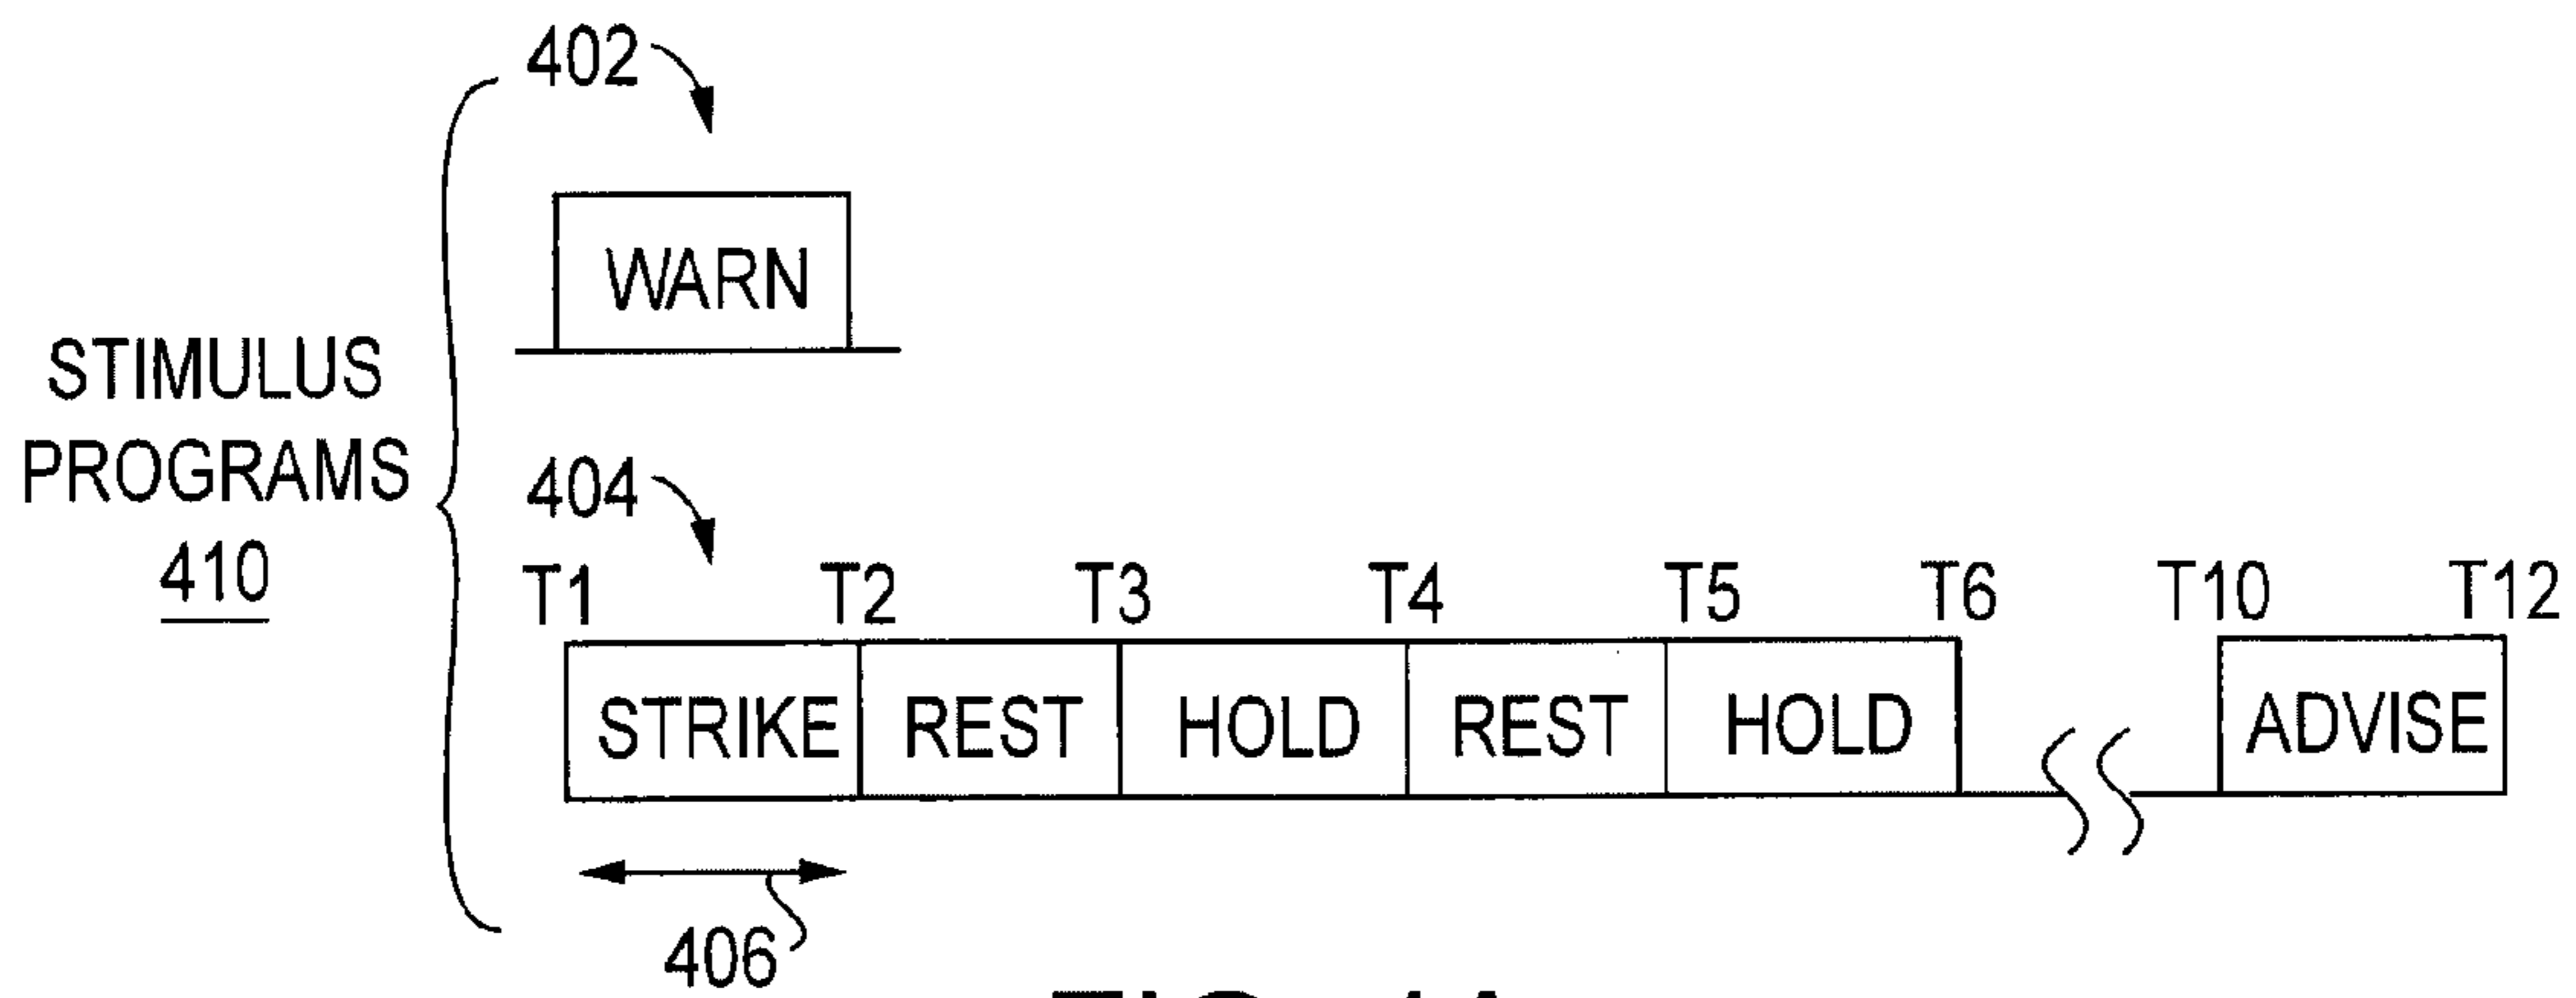 402
WARN
STIMULUS
PROGRAMS
410
404
T1 T2 T3 T4 T5 T6 T10 T12
STRIKE REST HOLD REST HOLD ADVISE
406